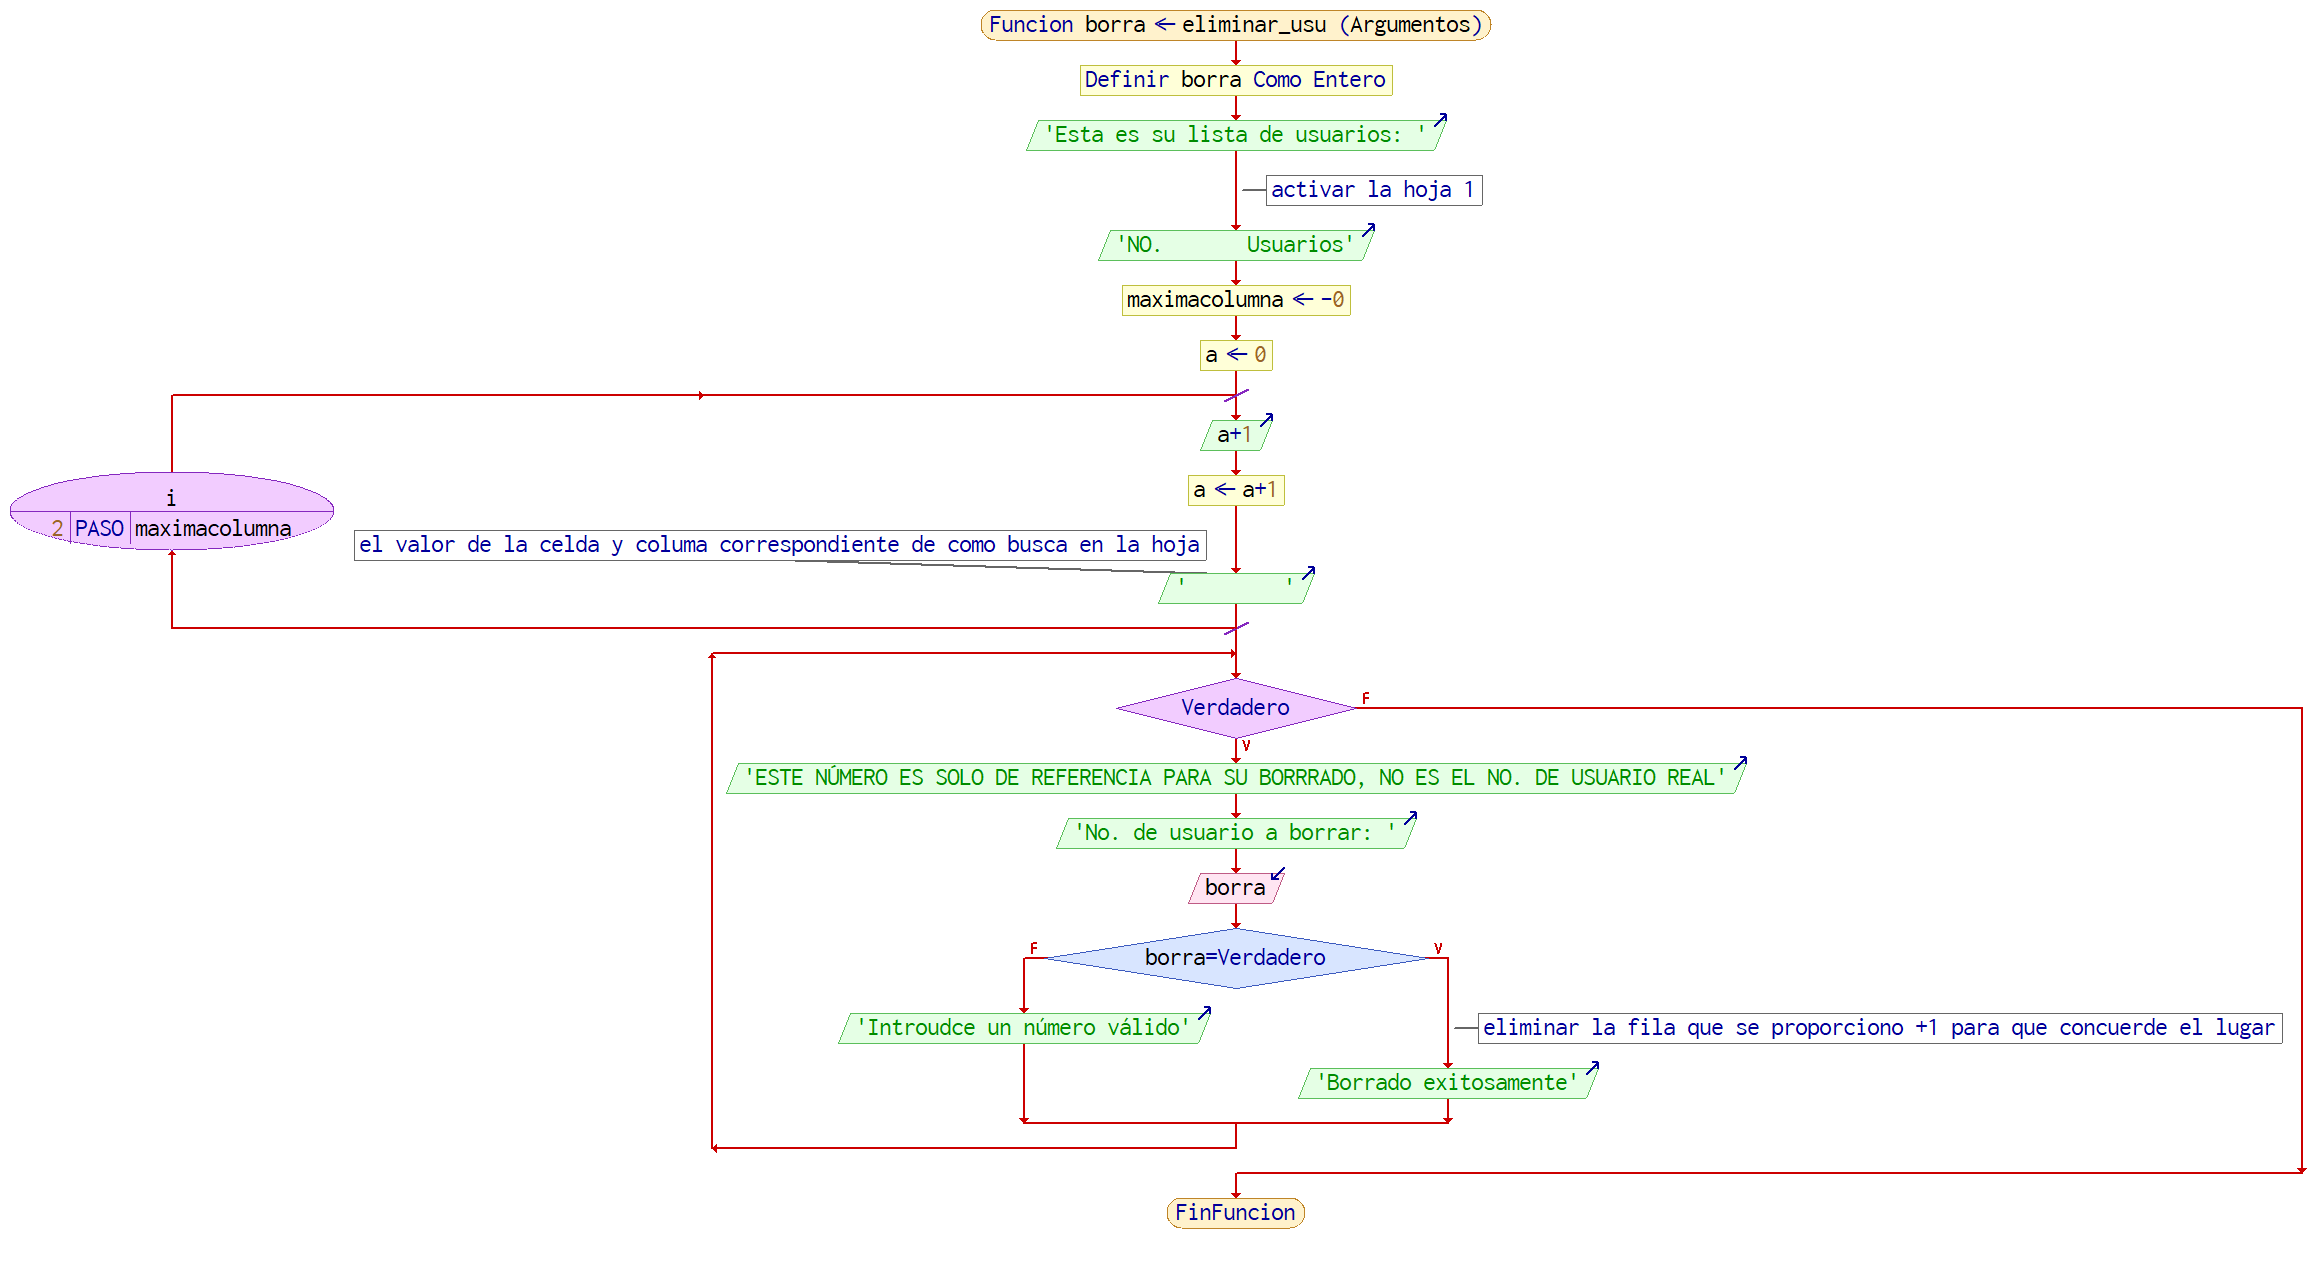 Funcion borra ← eliminar_usu (Argumentos)
Definir borra Como Entero
'Esta es su lista de usuarios: '
activar la hoja 1
'NO.       Usuarios'
maximacolumna ← -0
a ← 0
a+1
i
2 PASO maximacolumna
a ← a+1
el valor de la celda y columa correspondiente de como busca en la hoja
'        '
Verdadero
F
V
'ESTE NÚMERO ES SOLO DE REFERENCIA PARA SU BORRRADO, NO ES EL NO. DE USUARIO REAL'
'No. de usuario a borrar: '
borra
F
borra=Verdadero
V
'Introudce un número válido'
eliminar la fila que se proporciono +1 para que concuerde el lugar
'Borrado exitosamente'
FinFuncion